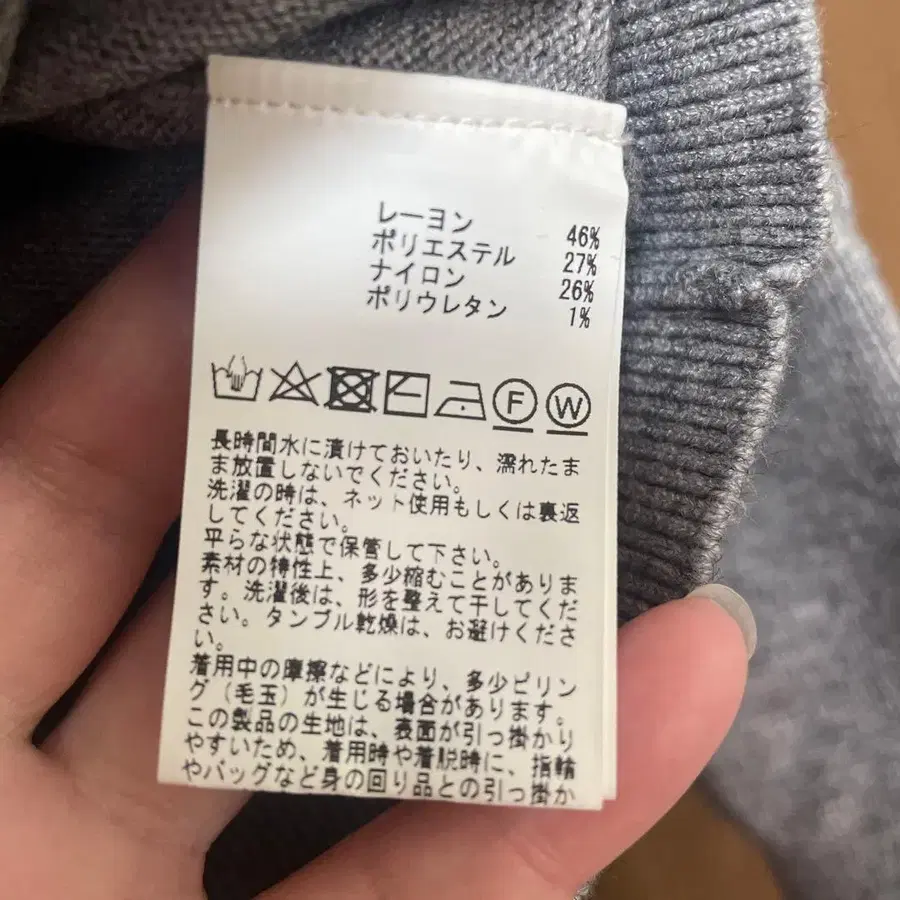 レーヨン 46%
ポリエステル 27%
ナイロン 26%
ポリウレタン 1%
F W
長時間水に漬けておいたり、濡れたまま
ま放置しないでください。
洗濯の時は、ネット使用もしくは裏返
してください。
平らな状態で保管して下さい。
素材の特性上、多少縮むことがありま
す。洗濯後は、形を整えて干してくだ
さい。タンブル乾燥は、お避けくださ
い。
着用中の摩擦などにより、多少ピリン
グ（毛玉）が生じる場合があります。
この製品の生地は、表面が引っ掛かり
やすいため、着用時や着脱時に、指輪
やバッグなど身の回り品との引っ掛か